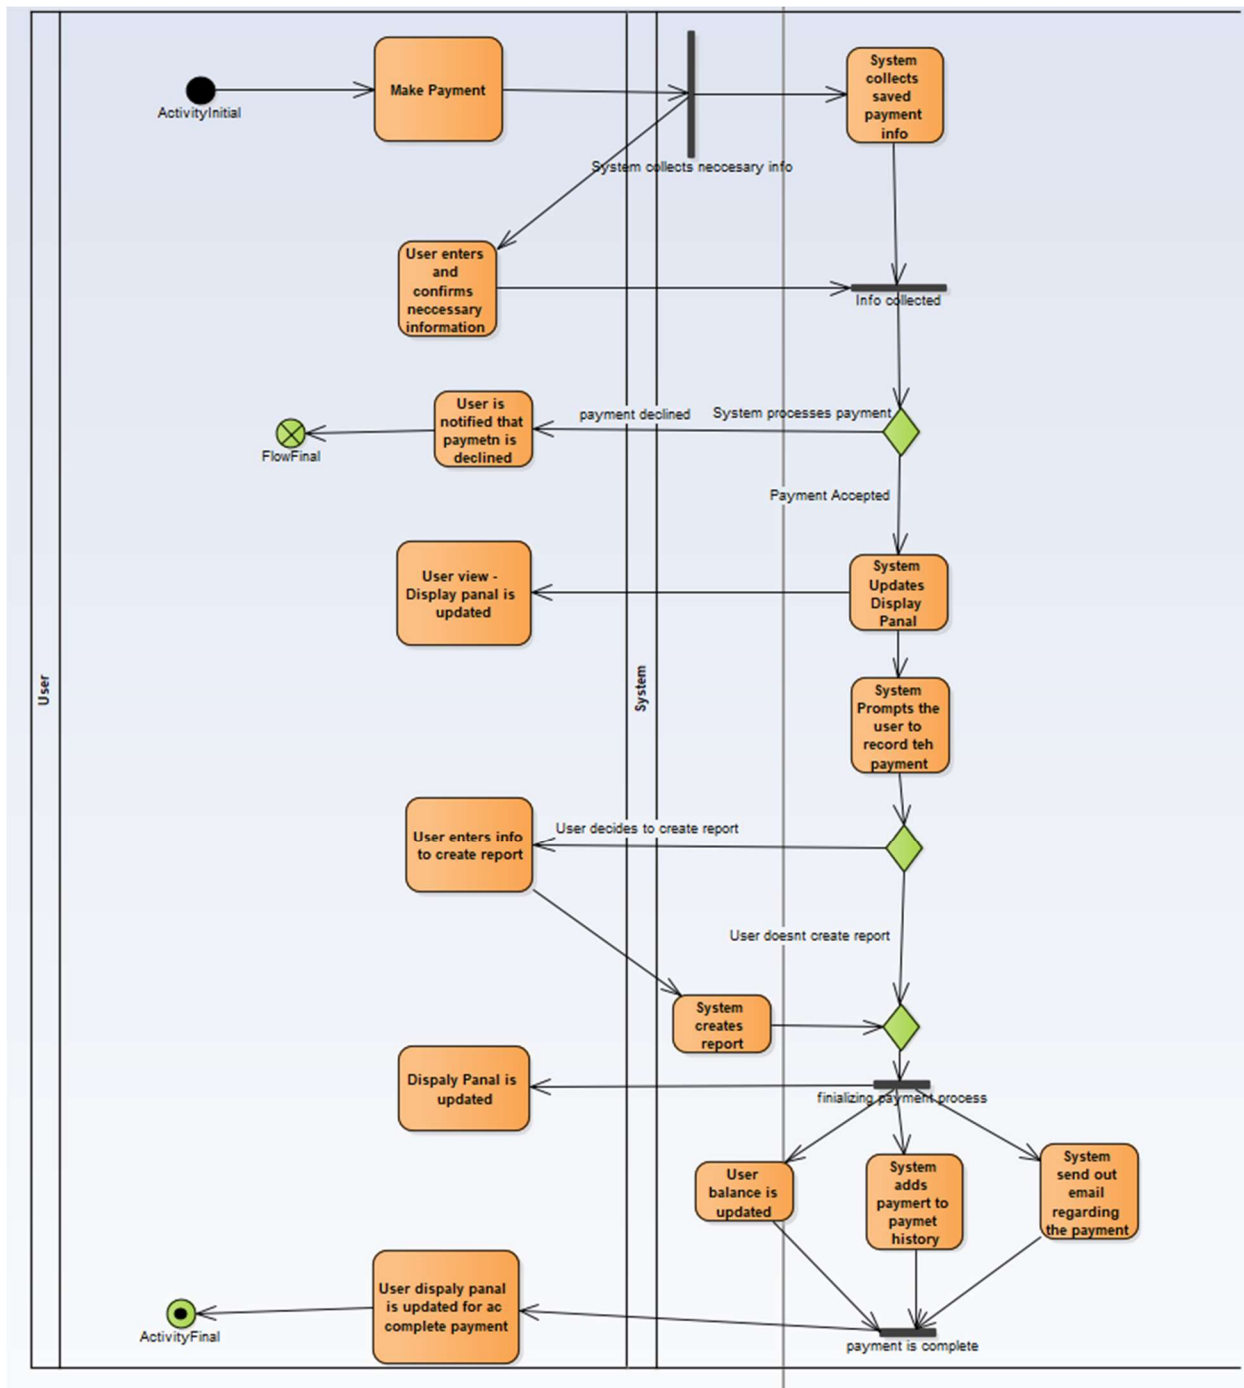 Make Payment
ActivityInitial
System
collects
saved
payment
info
System collects neccesary info
User enters
and
confirms
neccessary
information
Info collected
User is
notified that
paymetn is
declined
payment declined
System processes payment
FlowFinal
Payment Accepted
User view -
Display panal is
updated
System
Updates
Display
Panal
User
System
System
Prompts the
user to
record teh
payment
User enters info
to create report
User decides to create report
User doesnt create report
System
creates
report
Dispaly Panal is
updated
finializing payment process
User
balance is
updated
System
adds
paymert to
paymet
history
System
send out
email
regarding
the payment
User dispaly panal
is updated for ac
complete payment
ActivityFinal
payment is complete